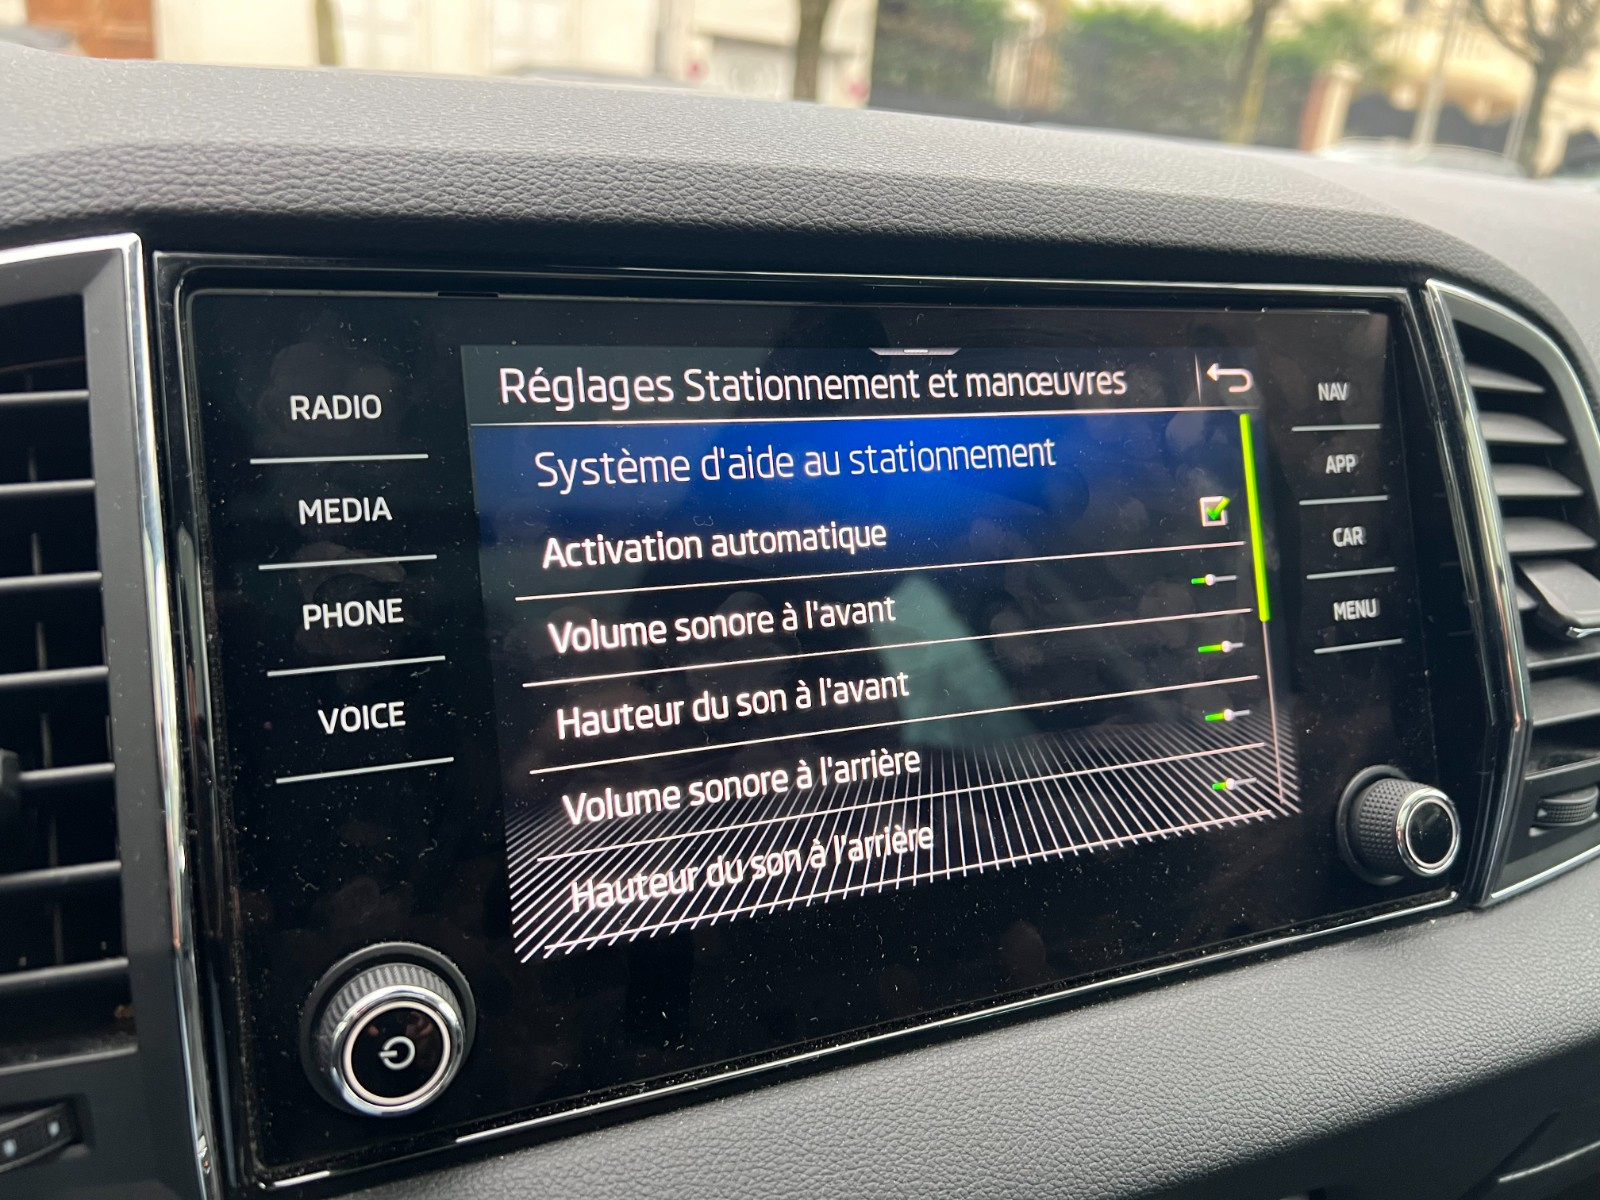 RADIO
MEDIA
PHONE
VOICE
Réglages Stationnement et manœuvres
Système d'aide au stationnement
Activation automatique
Volume sonore à l'avant
Hauteur du son à l'avant
Volume sonore à l'arrière
Hauteur du son à l'arrière
NAV
APP
CAR
MENU